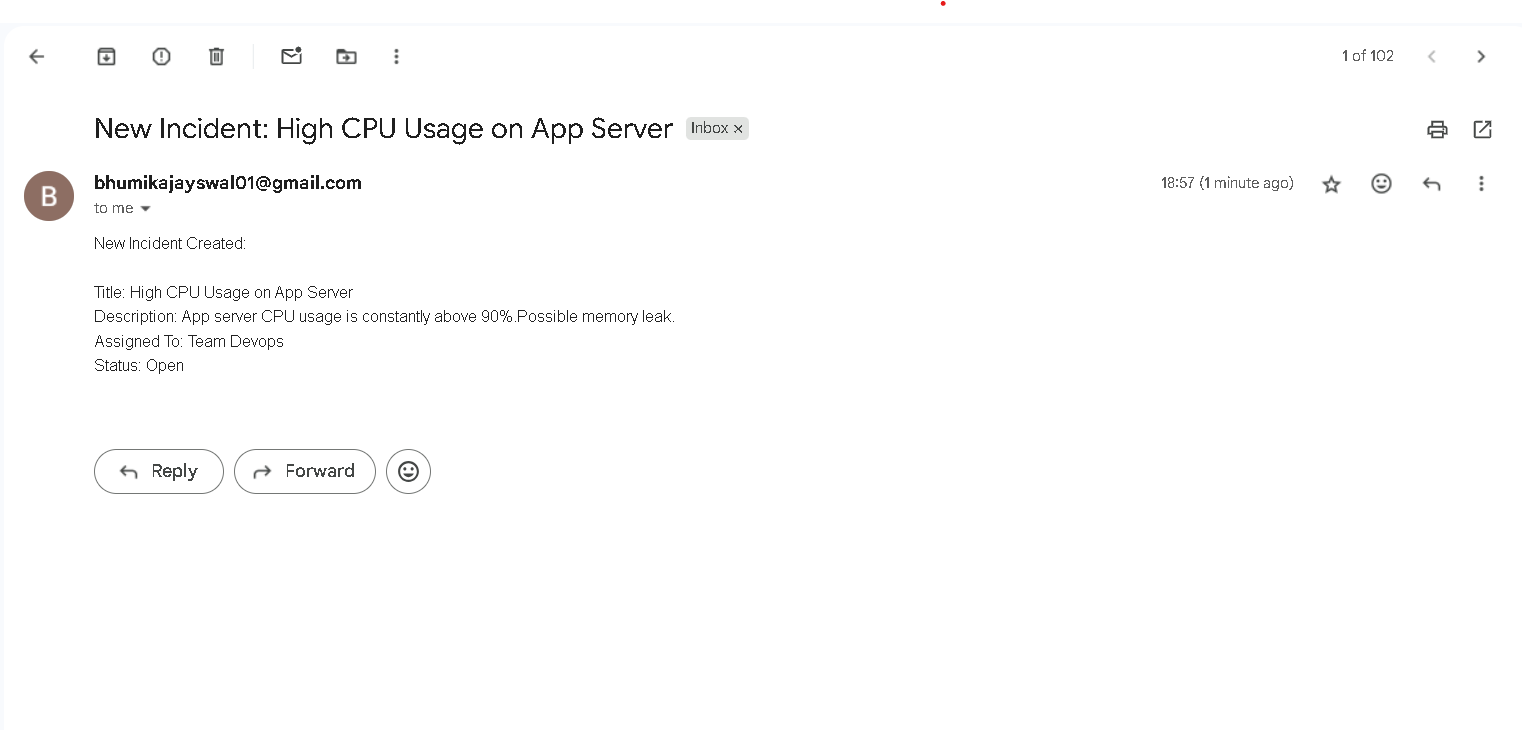 1 of 102
New Incident: High CPU Usage on App Server Inbox ×
B
bhumikajayswal01@gmail.com 18:57 (1 minute ago)
to me
New Incident Created:
Title: High CPU Usage on App Server
Description: App server CPU usage is constantly above 90%.Possible memory leak.
Assigned To: Team Devops
Status: Open
Reply Forward